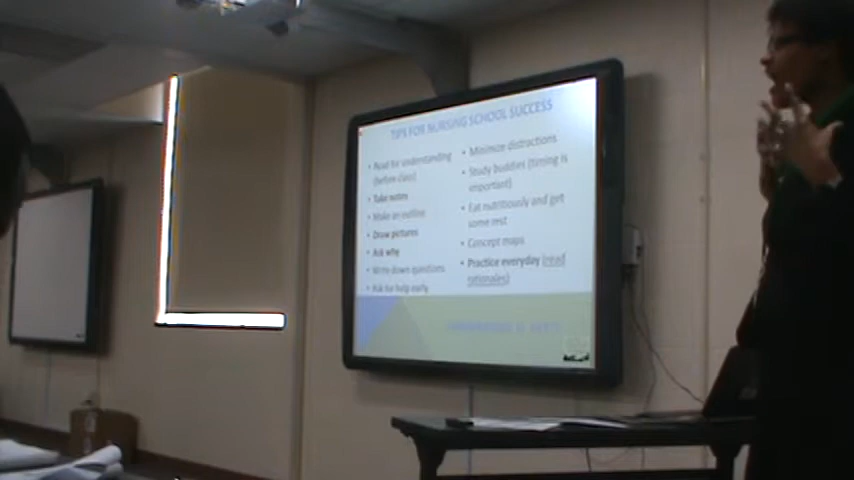 TIPS FOR NURSING SCHOOL SUCCESS
• Read for understanding
(before class)
• Take notes
• Make an outline
• Draw pictures
• Ask why
• Write down questions
• Ask for help early
• Minimize distractions
• Study buddies (timing is
important)
• Eat nutritiously and get
some rest
• Concept maps
• Practice everyday (read
rationales)